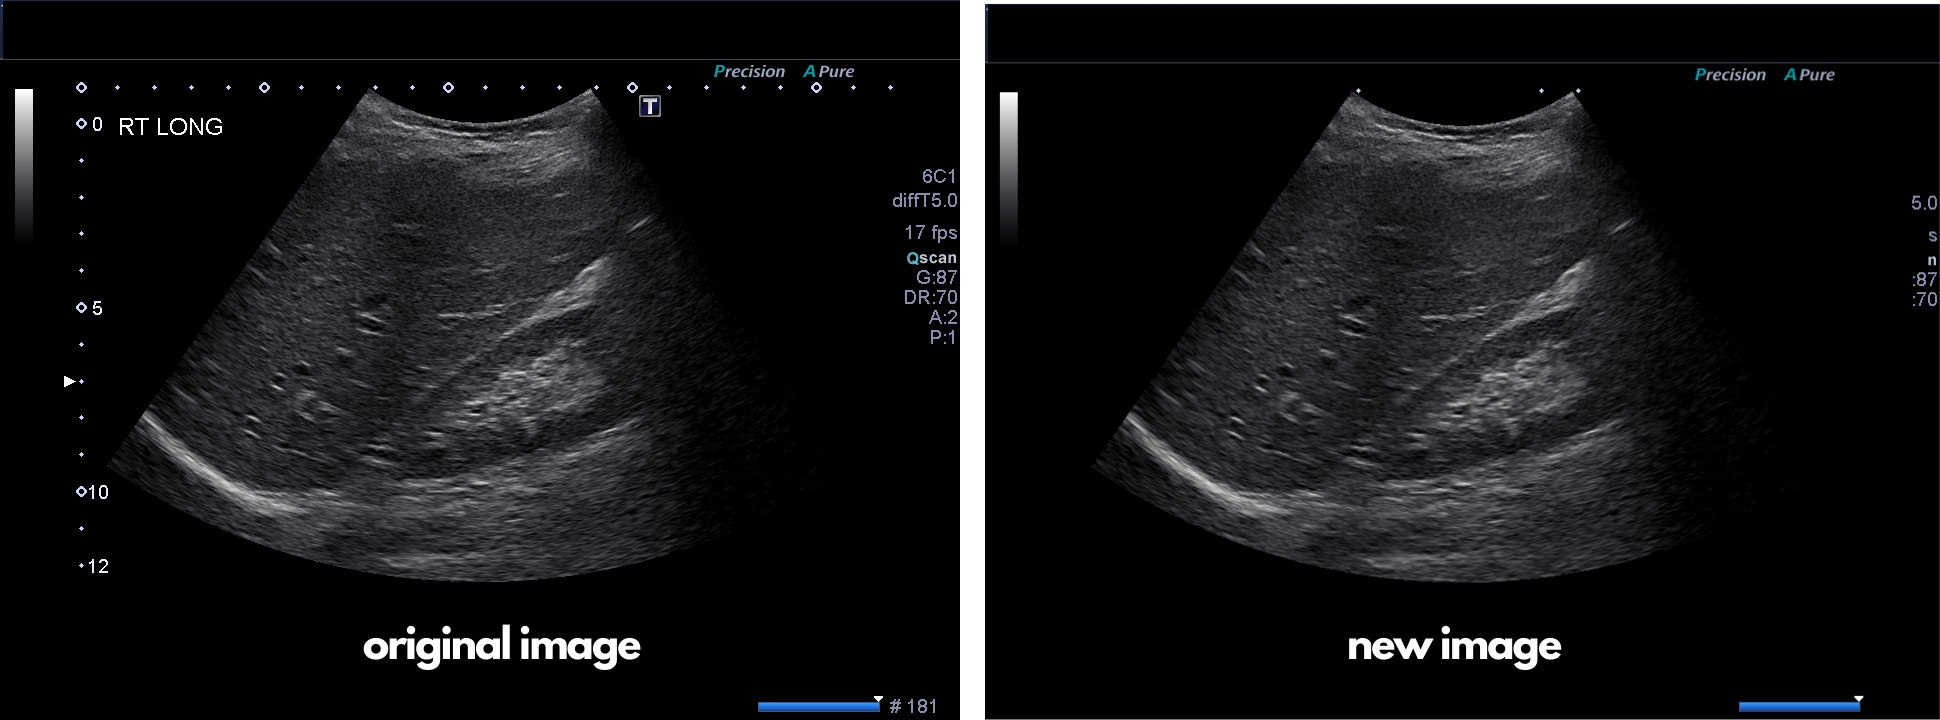 Precision A Pure
T
0 RT LONG
6C1
diffT5.0
17 fps
Qscan
G:87
DR:70
A:2
P:1
5
10
12
original image
# 181
Precision A Pure
5.0
s
n
:87
:70
new image